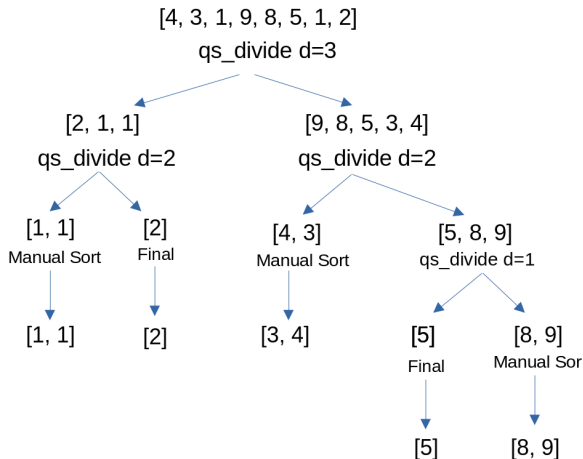 [4, 3, 1, 9, 8, 5, 1, 2]
qs_divide d=3
[2, 1, 1]
[9, 8, 5, 3, 4]
qs_divide d=2
qs_divide d=2
[1, 1]
[2]
[4, 3]
[5, 8, 9]
Manual Sort
Final
Manual Sort
qs_divide d=1
[1, 1]
[2]
[3, 4]
[5]
[8, 9]
Final
Manual Sor
[5]
[8, 9]